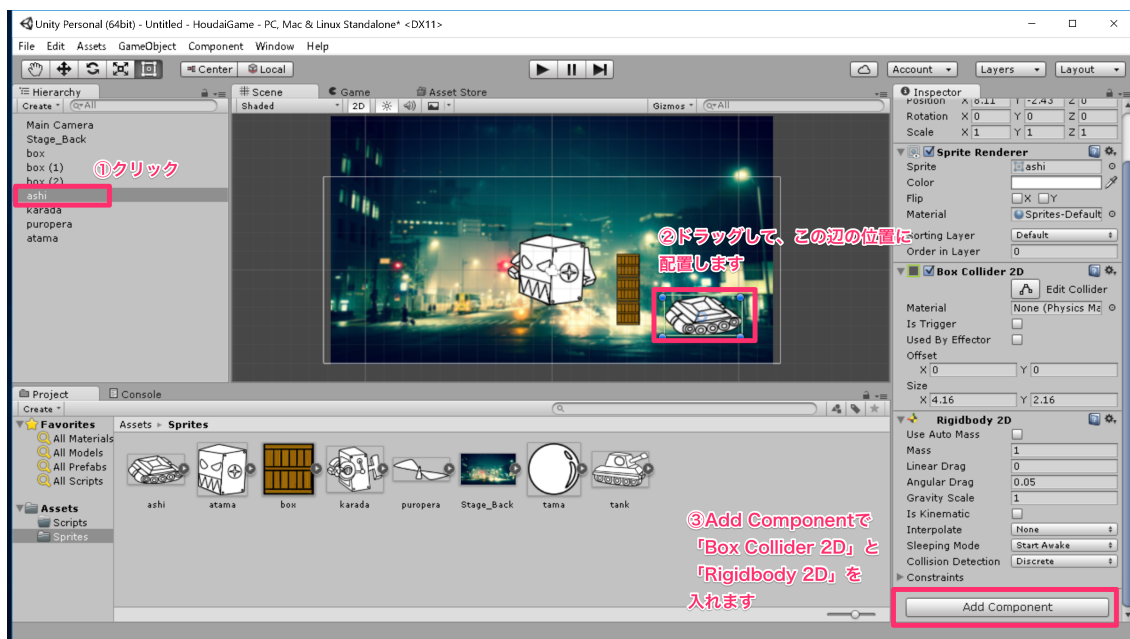 Unity Personal (64bit) - Untitled - HoudaiGame - PC, Mac & Linux Standalone* <DX11>
File Edit Assets GameObject Component Window Help
Center Local Account Layers Layout
Hierarchy
Create All
Main Camera
Stage_Back
box
box (1)
box (2)
ashi
karada
puropera
atama
①クリック
Scene Game Asset Store
Shaded 2D Gizmos All
②ドラッグして、この辺の位置に
配置します
Inspector
Position X 8.11 Y -2.43 Z 0
Rotation X 0 Y 0 Z 0
Scale X 1 Y 1 Z 1
Sprite Renderer
Sprite ashi
Color
Flip X Y
Material Sprites-Default
Sorting Layer Default
Order in Layer 0
Box Collider 2D
Edit Collider
Material None (Physics Ma
Is Trigger
Used By Effector
Offset
X 0 Y 0
Size
X 4.16 Y 2.16
Rigidbody 2D
Use Auto Mass
Mass 1
Linear Drag 0
Angular Drag 0.05
Gravity Scale 1
Is Kinematic
Interpolate None
Sleeping Mode Start Awake
Collision Detection Discrete
Constraints
Add Component
Project Console
Create
Favorites
All Materials
All Models
All Prefabs
All Scripts
Assets
Scripts
Sprites
Assets Sprites
ashi atama box karada puropera Stage_Back tama tank
③Add Componentで
「Box Collider 2D」と
「Rigidbody 2D」を
入れます